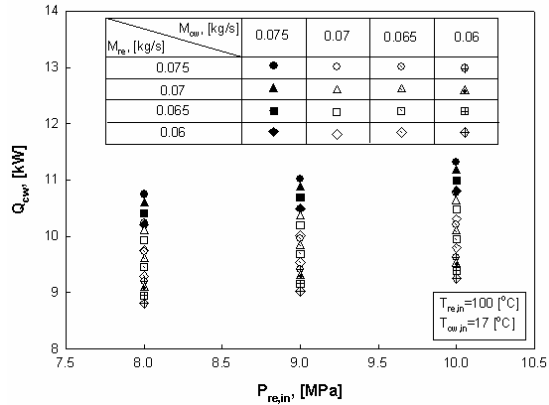 14
13
12
11
10
9
8
Q_cw, [kW]
M_ow, [kg/s]
M_re, [kg/s]
0.075 0.07 0.065 0.06
0.075
0.07
0.065
0.06
T_re,in=100 [°C]
T_ow,in=17 [°C]
7.5 8.0 8.5 9.0 9.5 10.0 10.5
P_re,in, [MPa]